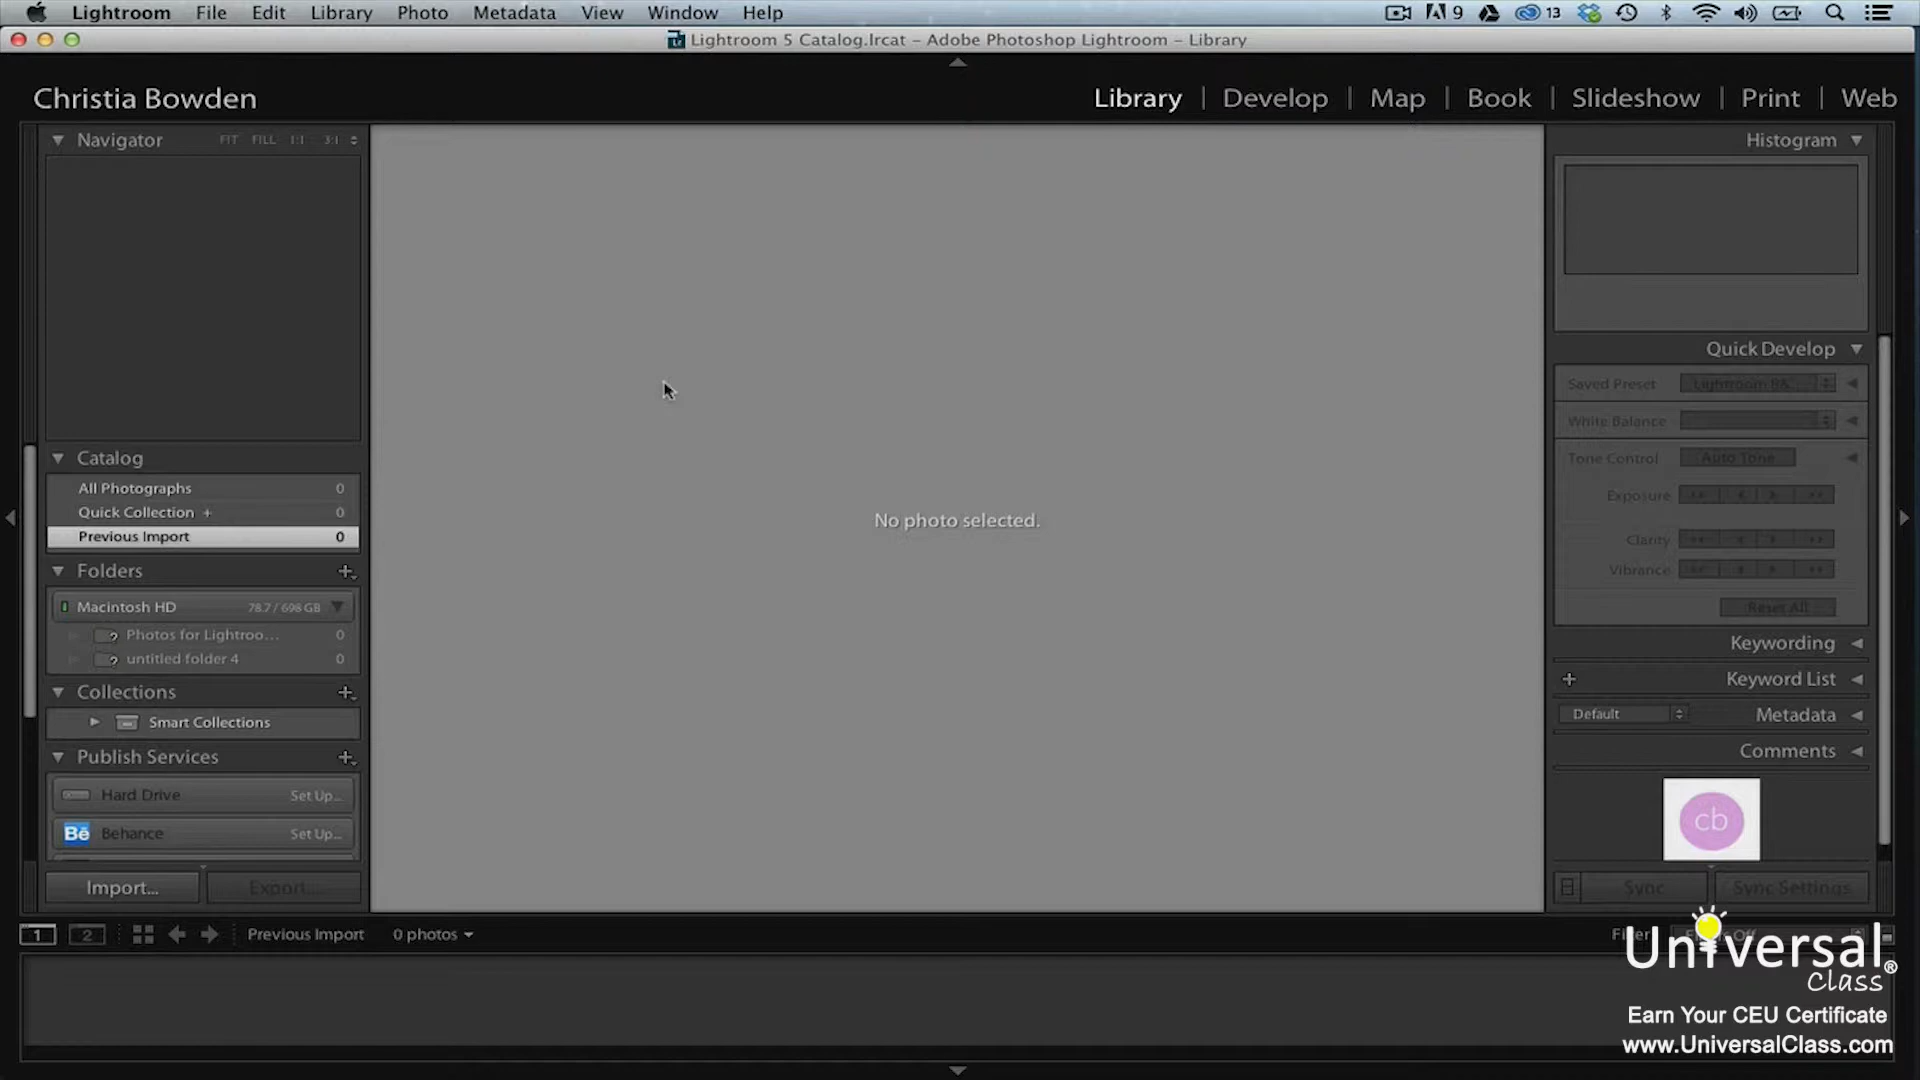 Lightroom File Edit Library Photo Metadata View Window Help 9 13
Lightroom 5 Catalog.lrcat – Adobe Photoshop Lightroom – Library
Christia Bowden
Library | Develop | Map | Book | Slideshow | Print | Web
Navigator FIT FILL 1:1 3:1
Catalog
All Photographs 0
Quick Collection + 0
Previous Import 0
Folders
Macintosh HD 78.7 / 698 GB
Photos for Lightroo... 0
untitled folder 4 0
Collections
Smart Collections
Publish Services
Hard Drive Set Up...
Bē Behance Set Up...
Import... Export...
No photo selected.
Histogram
Quick Develop
Saved Preset
White Balance
Tone Control Auto Tone
Exposure
Clarity
Vibrance
Reset All
Keywording
Keyword List
Default Metadata
Comments
cb
Sync Sync Settings
1 2 Previous Import 0 photos
Universal
Class
Earn Your CEU Certificate
www.UniversalClass.com